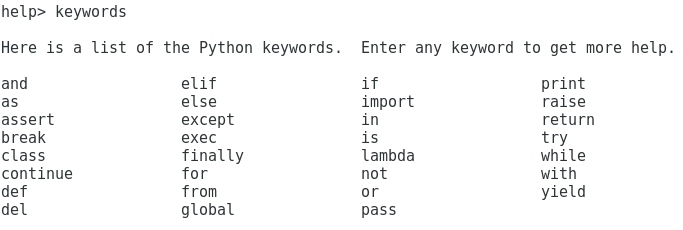 help> keywords
Here is a list of the Python keywords.  Enter any keyword to get more help.
and                 elif                if                  print
as                  else                import              raise
assert              except              in                  return
break               exec                is                  try
class               finally             lambda              while
continue            for                 not                 with
def                 from                or                  yield
del                 global              pass